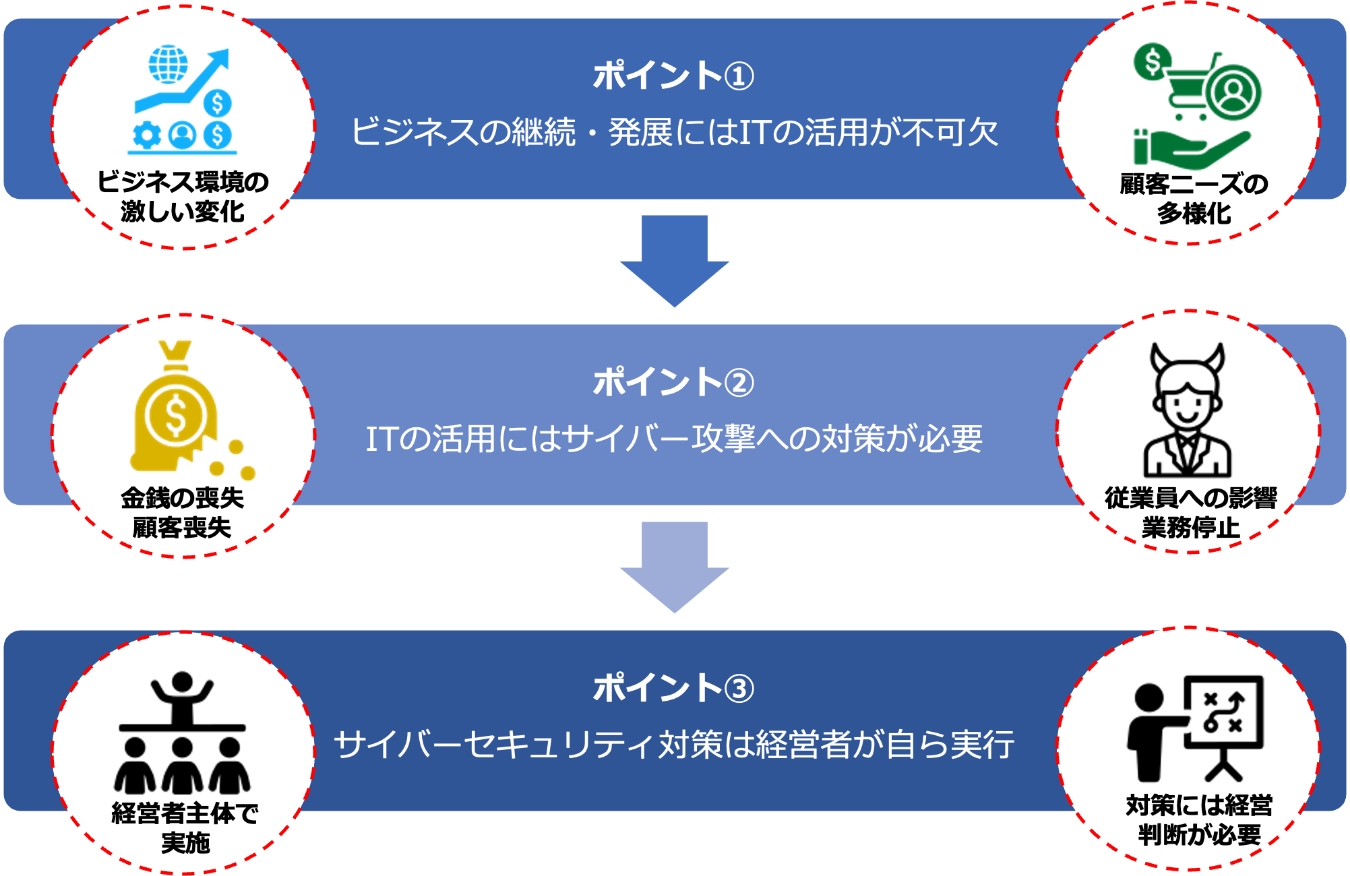 ポイント①
ビジネスの継続・発展にはITの活用が不可欠
ビジネス環境の
激しい変化
顧客ニーズの
多様化
ポイント②
ITの活用にはサイバー攻撃への対策が必要
金銭の喪失
顧客喪失
従業員への影響
業務停止
ポイント③
サイバーセキュリティ対策は経営者が自ら実行
経営者主体で
実施
対策には経営
判断が必要